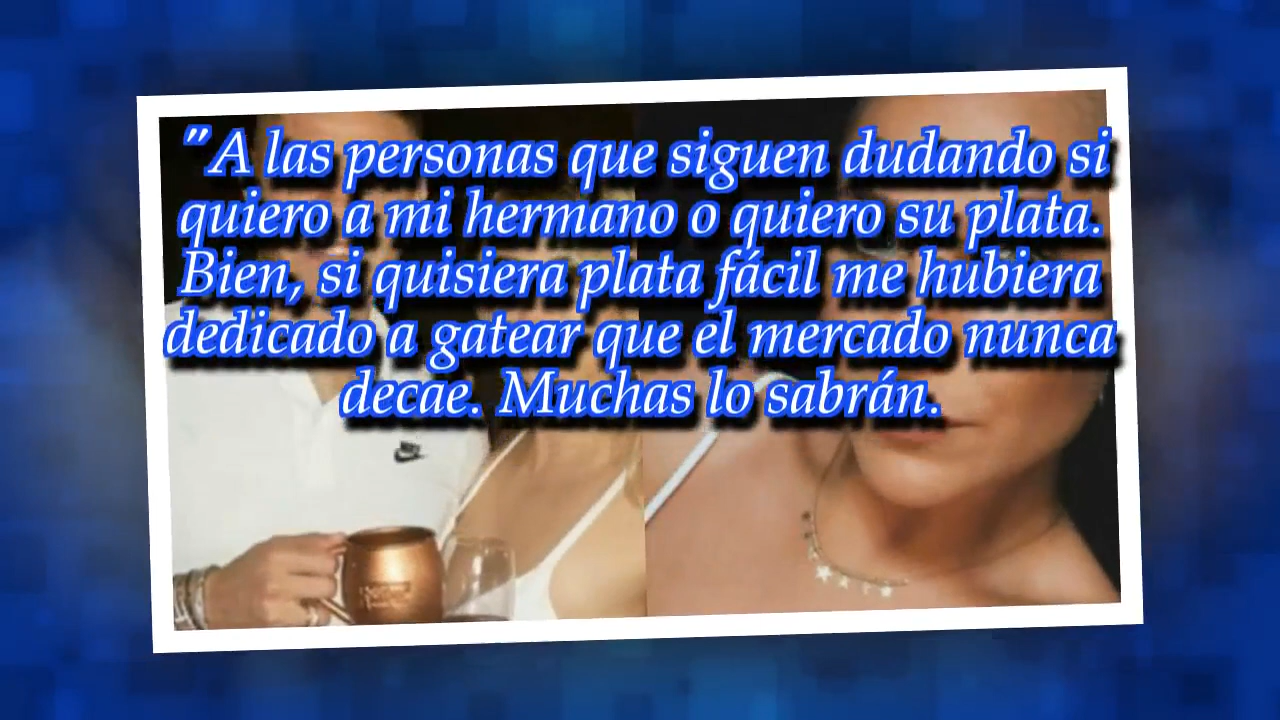 "A las personas que siguen dudando si
quiero a mi hermano o quiero su plata.
Bien, si quisiera plata fácil me hubiera
dedicado a gatear que el mercado nunca
decae. Muchas lo sabrán.